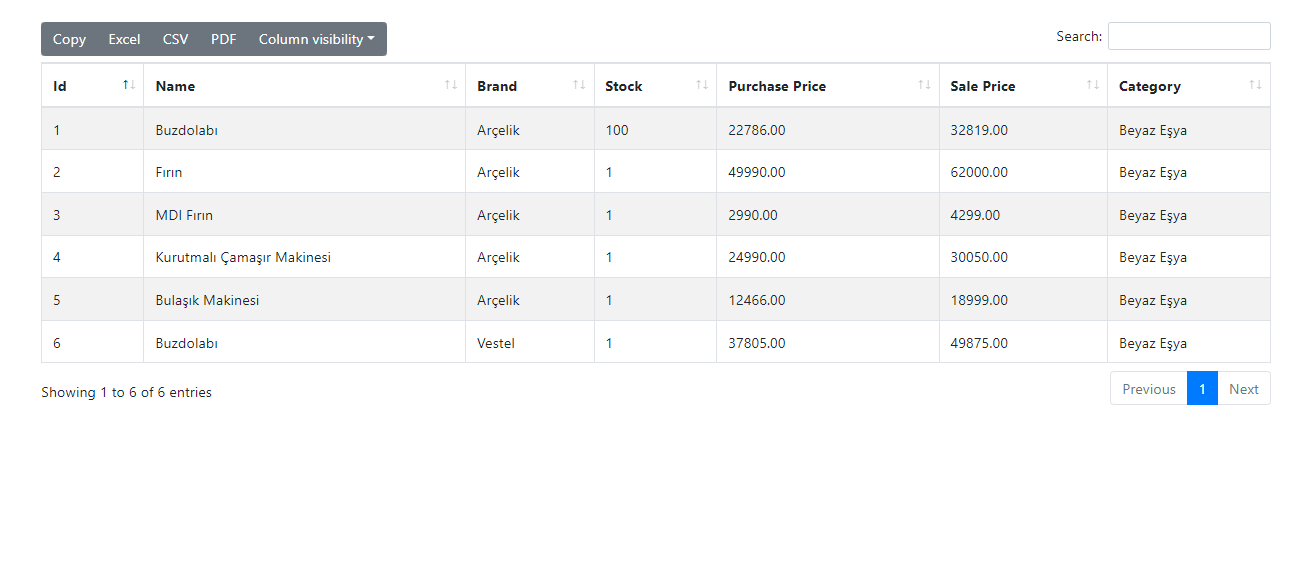 Copy Excel CSV PDF Column visibility Search:
Id Name Brand Stock Purchase Price Sale Price Category
1 Buzdolabı Arçelik 100 22786.00 32819.00 Beyaz Eşya
2 Fırın Arçelik 1 49990.00 62000.00 Beyaz Eşya
3 MDI Fırın Arçelik 1 2990.00 4299.00 Beyaz Eşya
4 Kurutmalı Çamaşır Makinesi Arçelik 1 24990.00 30050.00 Beyaz Eşya
5 Bulaşık Makinesi Arçelik 1 12466.00 18999.00 Beyaz Eşya
6 Buzdolabı Vestel 1 37805.00 49875.00 Beyaz Eşya
Showing 1 to 6 of 6 entries Previous 1 Next